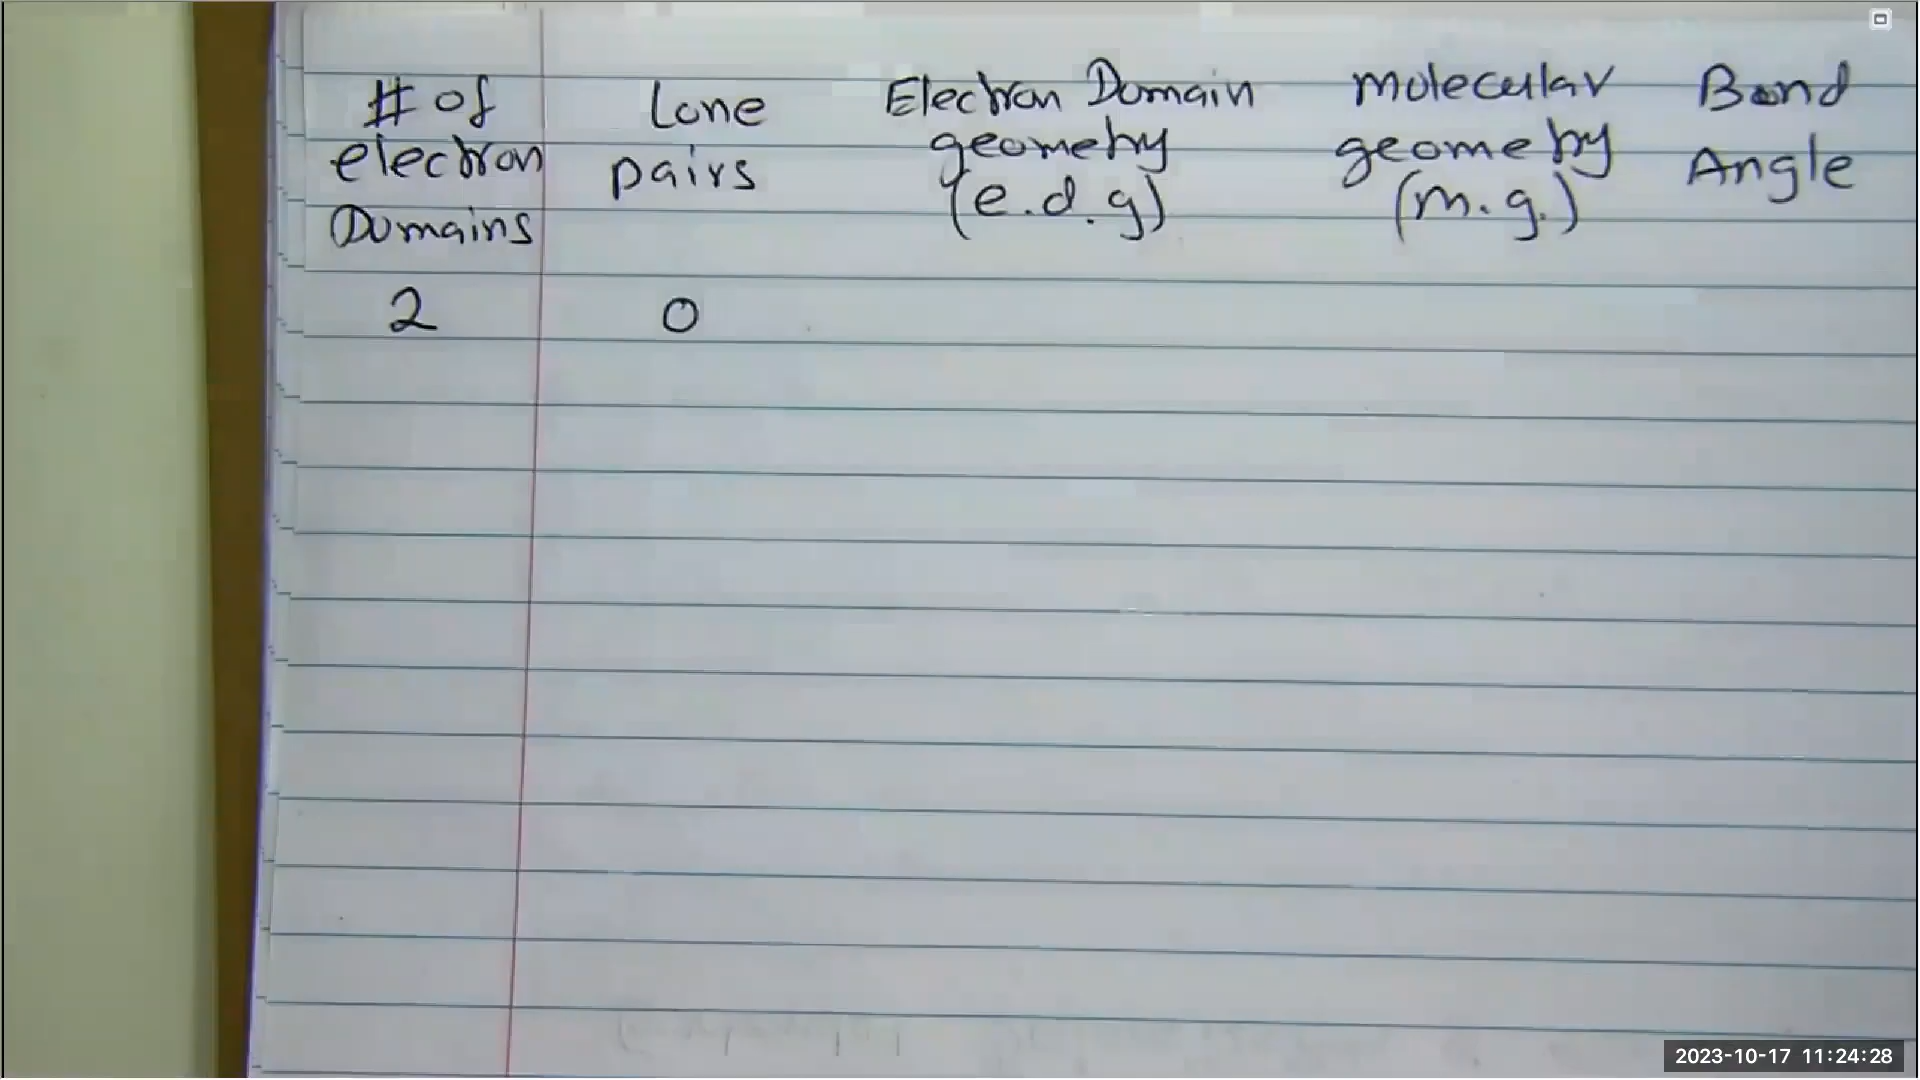 # of electron Domains
Lone pairs
Electron Domain geometry (e.d.g)
molecular geometry (m.g.)
Bond Angle
2 0
2023-10-17 11:24:28